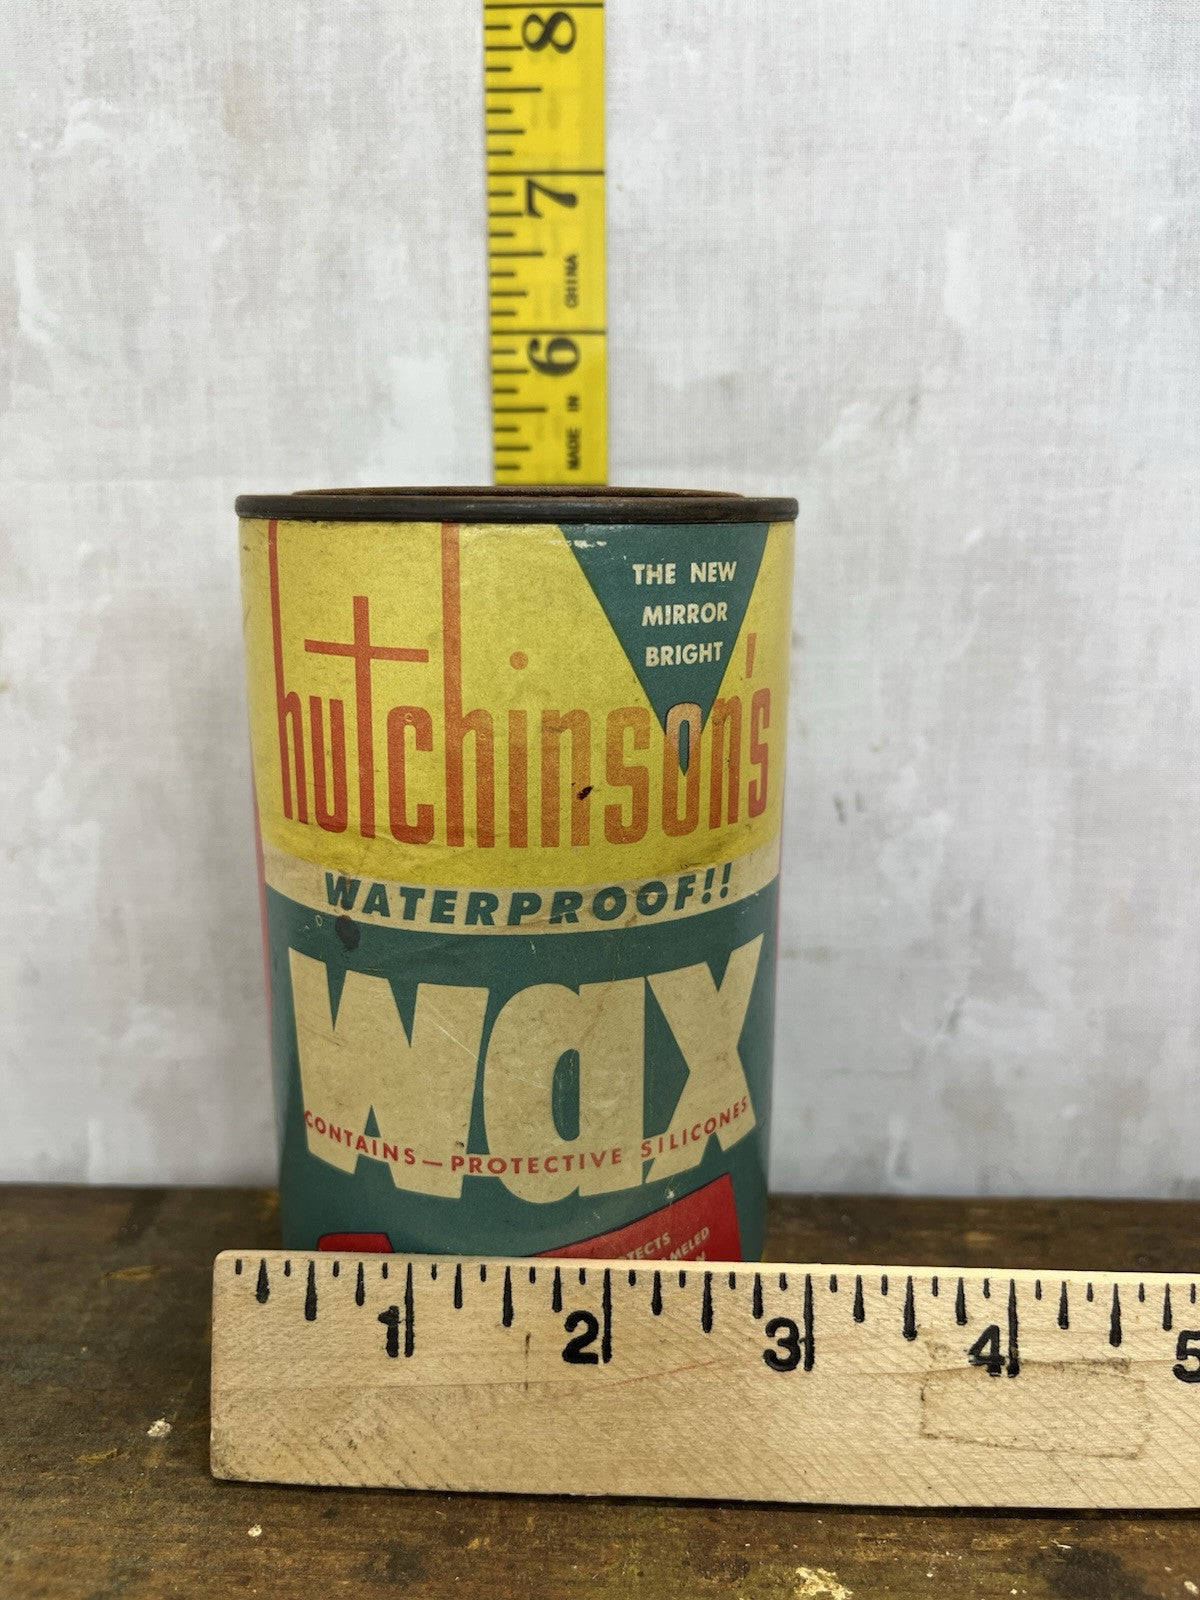 8
7
CHINA
6
MADE IN
THE NEW
MIRROR
BRIGHT
hutchinson's
WATERPROOF!!
wax
CONTAINS—PROTECTIVE SILICONES
1 2 3 4 5